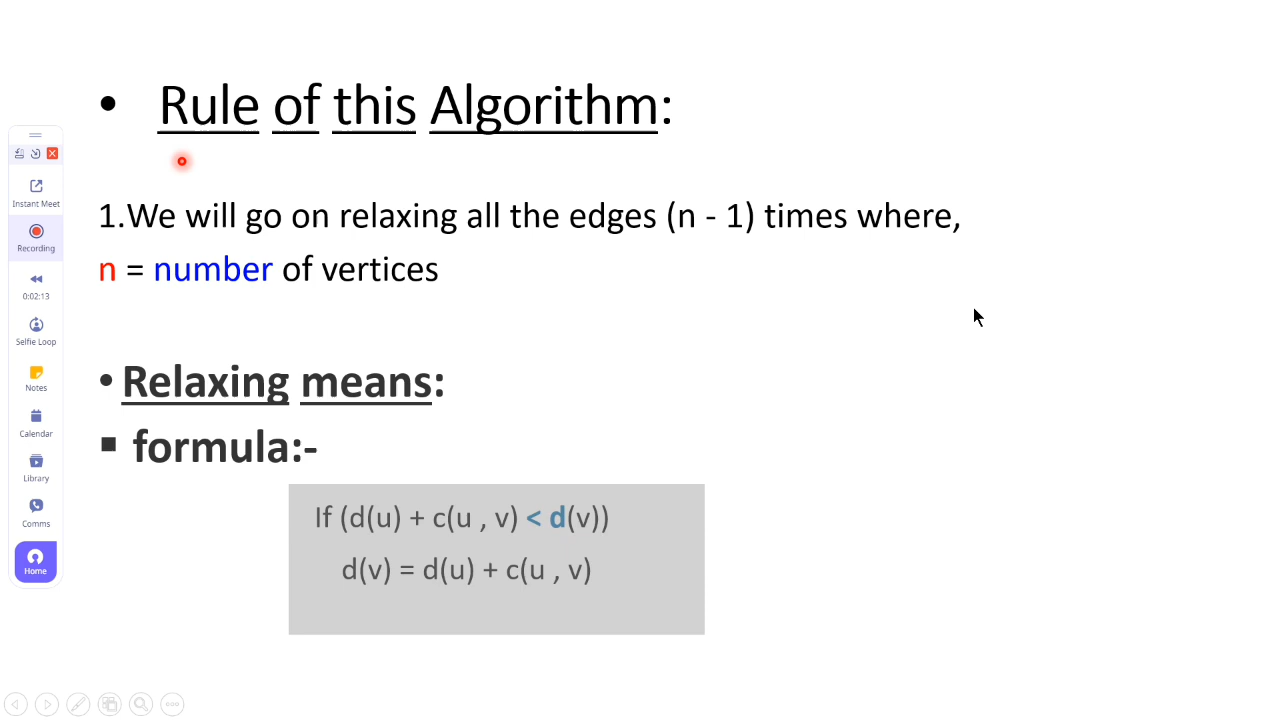 • Rule of this Algorithm:
1.We will go on relaxing all the edges (n - 1) times where,
n = number of vertices
• Relaxing means:
▪ formula:-
If (d(u) + c(u , v) < d(v))
d(v) = d(u) + c(u , v)
Instant Meet
Recording
0:02:13
Selfie Loop
Notes
Calendar
Library
Comms
Home